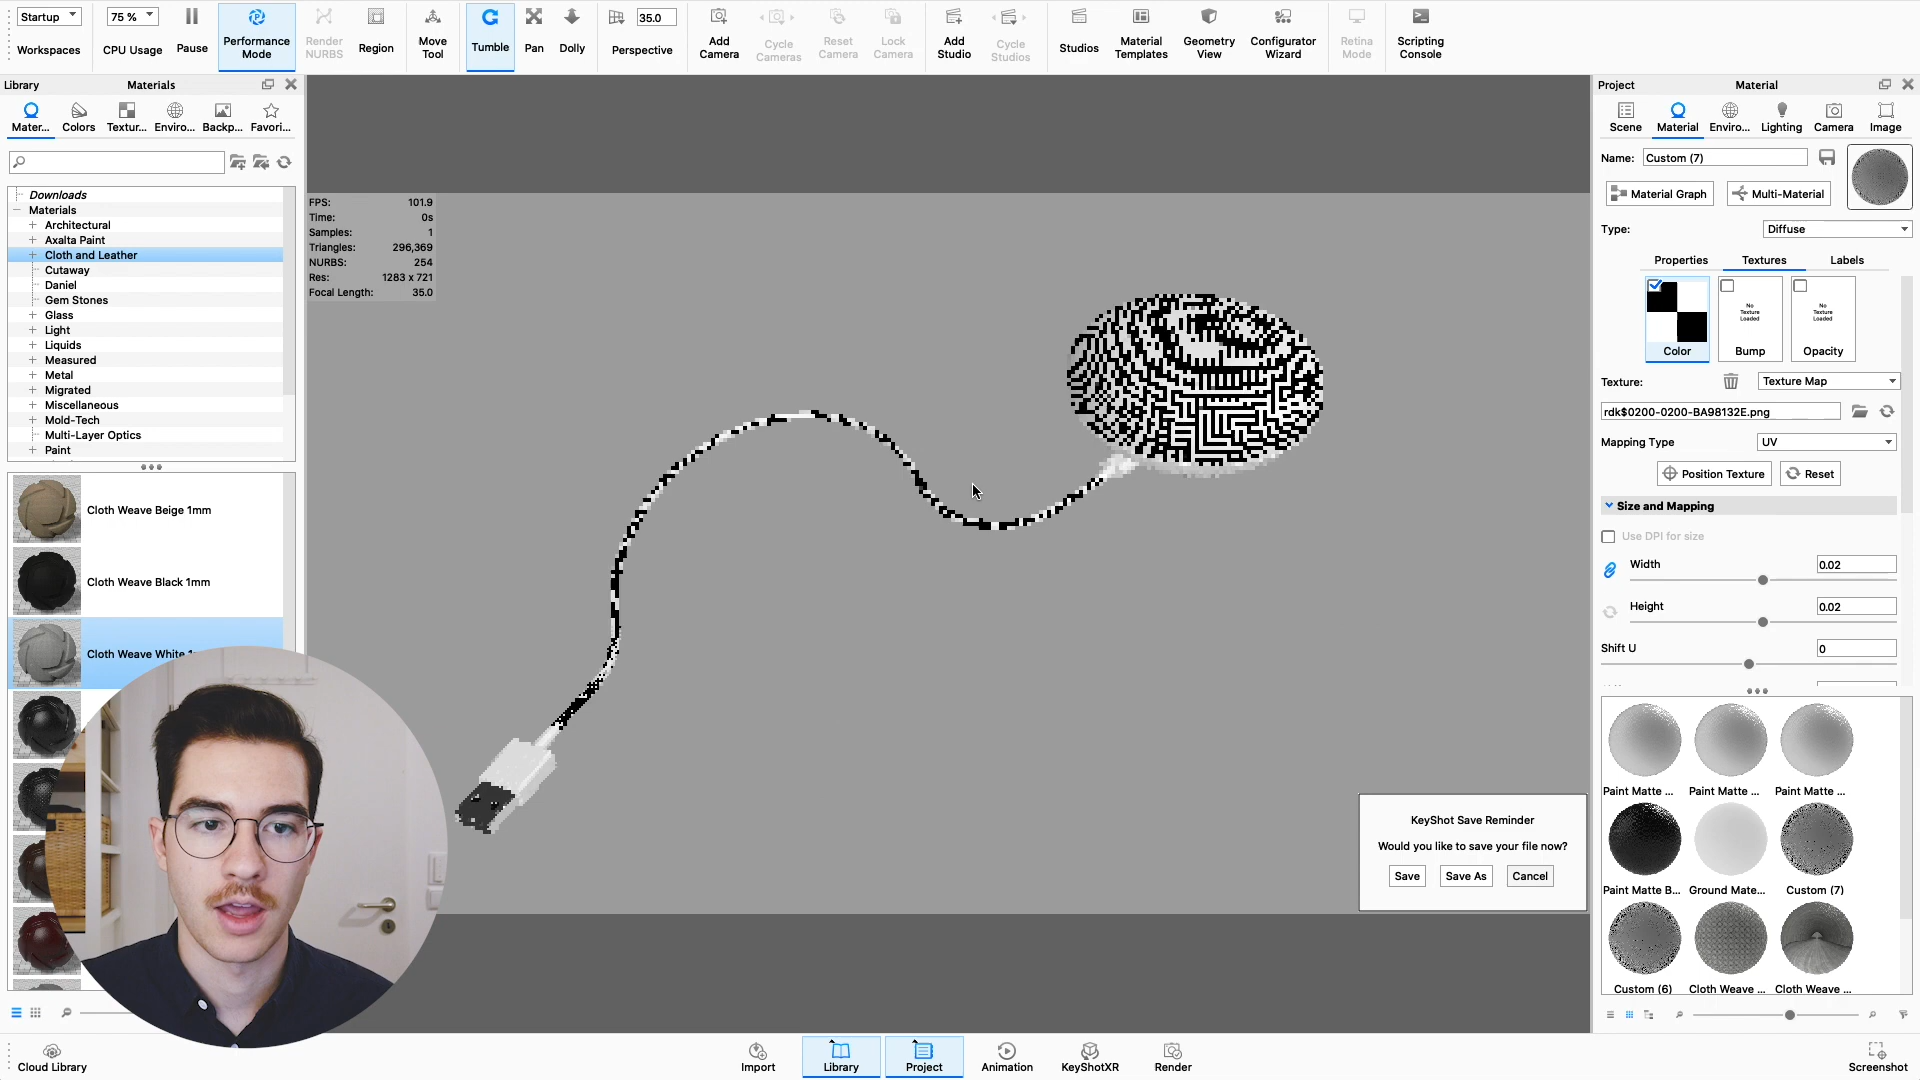 Startup
75 %
35.0
Workspaces
CPU Usage
Pause
Performance
Mode
Render
NURBS
Region
Move
Tool
Tumble
Pan
Dolly
Perspective
Add
Camera
Cycle
Cameras
Reset
Camera
Lock
Camera
Add
Studio
Cycle
Studios
Studios
Material
Templates
Geometry
View
Configurator
Wizard
Retina
Mode
Scripting
Console
Library
Materials
Mater...
Colors
Textur...
Enviro...
Backp...
Favori...
Downloads
Materials
Architectural
Axalta Paint
Cloth and Leather
Cutaway
Daniel
Gem Stones
Glass
Light
Liquids
Measured
Metal
Migrated
Miscellaneous
Mold-Tech
Multi-Layer Optics
Paint
Cloth Weave Beige 1mm
Cloth Weave Black 1mm
Cloth Weave White
FPS: 101.9
Time: 0s
Samples: 1
Triangles: 296,369
NURBS: 254
Res: 1283 x 721
Focal Length: 35.0
KeyShot Save Reminder
Would you like to save your file now?
Save
Save As
Cancel
Project
Material
Scene
Material
Enviro...
Lighting
Camera
Image
Name: Custom (7)
Material Graph
Multi-Material
Type: Diffuse
Properties
Textures
Labels
No
Texture
Loaded
No
Texture
Loaded
Color
Bump
Opacity
Texture: Texture Map
rdk$0200-0200-BA98132E.png
Mapping Type UV
Position Texture
Reset
Size and Mapping
Use DPI for size
Width 0.02
Height 0.02
Shift U 0
Paint Matte ...
Paint Matte ...
Paint Matte ...
Paint Matte B...
Ground Mate...
Custom (7)
Custom (6)
Cloth Weave ...
Cloth Weave ...
Cloud Library
Import
Library
Project
Animation
KeyShotXR
Render
Screenshot